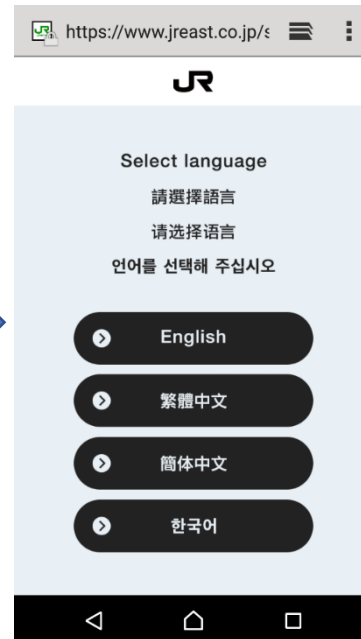 https://www.jreast.co.jp/s
JR
Select language
請選擇語言
请选择语言
언어를 선택해 주십시오
English
繁體中文
简体中文
한국어